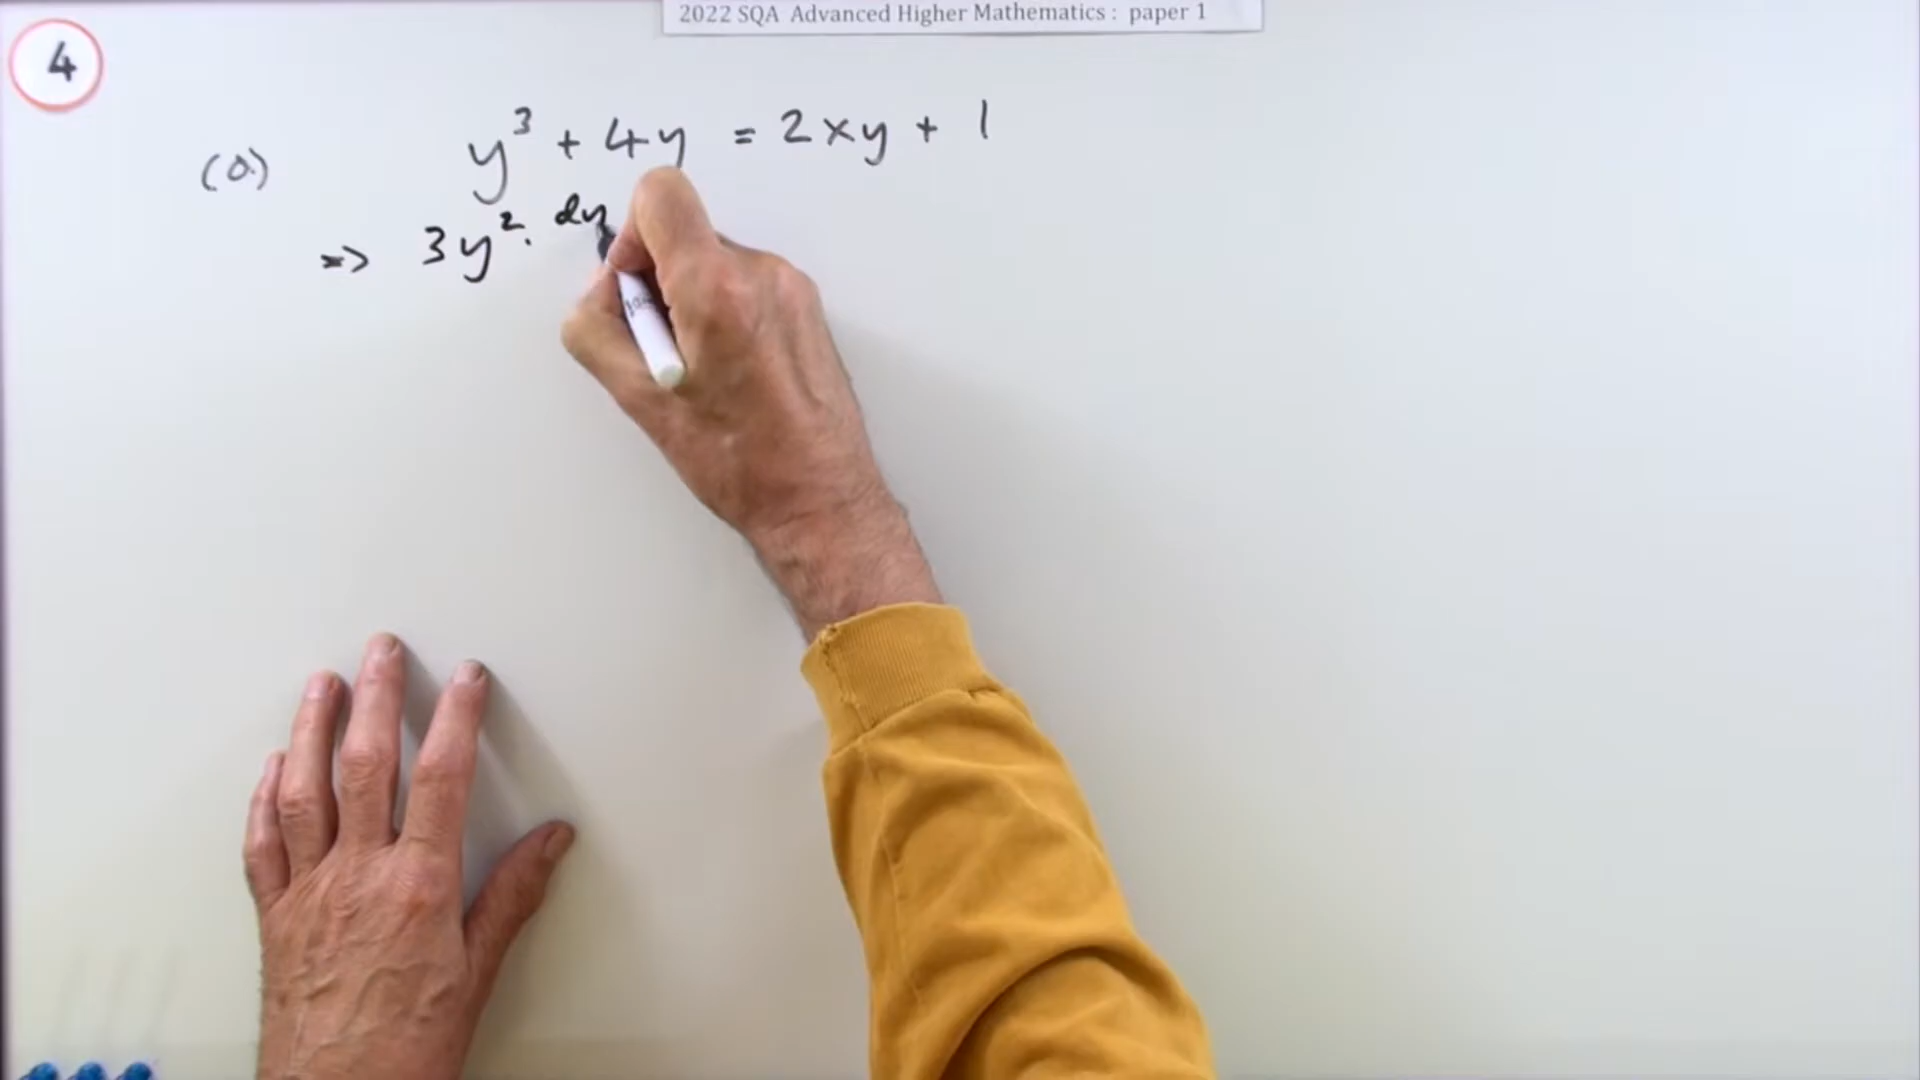 2022 SQA Advanced Higher Mathematics : paper 1
4
(a) y³ + 4y = 2xy + 1
=> 3y². dy